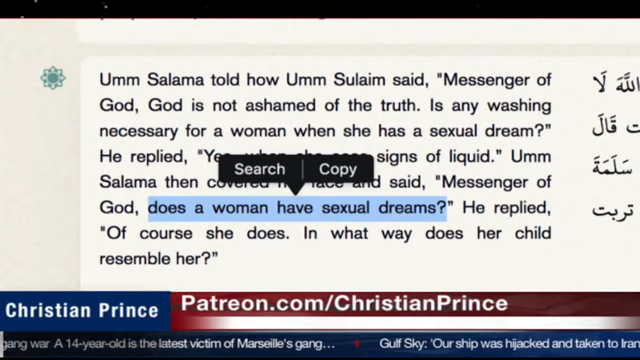 Umm Salama told how Umm Sulaim said, "Messenger of
God, God is not ashamed of the truth. Is any washing
necessary for a woman when she has a sexual dream?"
He replied, "Yes, when she sees signs of liquid." Umm
Search Copy
Salama then covered her face and said, "Messenger of
God, does a woman have sexual dreams?" He replied,
"Of course she does. In what way does her child
resemble her?"
اللَّهَ لَا
قَالَ
سَلَمَةَ
تربت
Christian Prince
Patreon.com/ChristianPrince
gang war A 14-year-old is the latest victim of Marseille's gang... Gulf Sky: 'Our ship was hijacked and taken to Iran